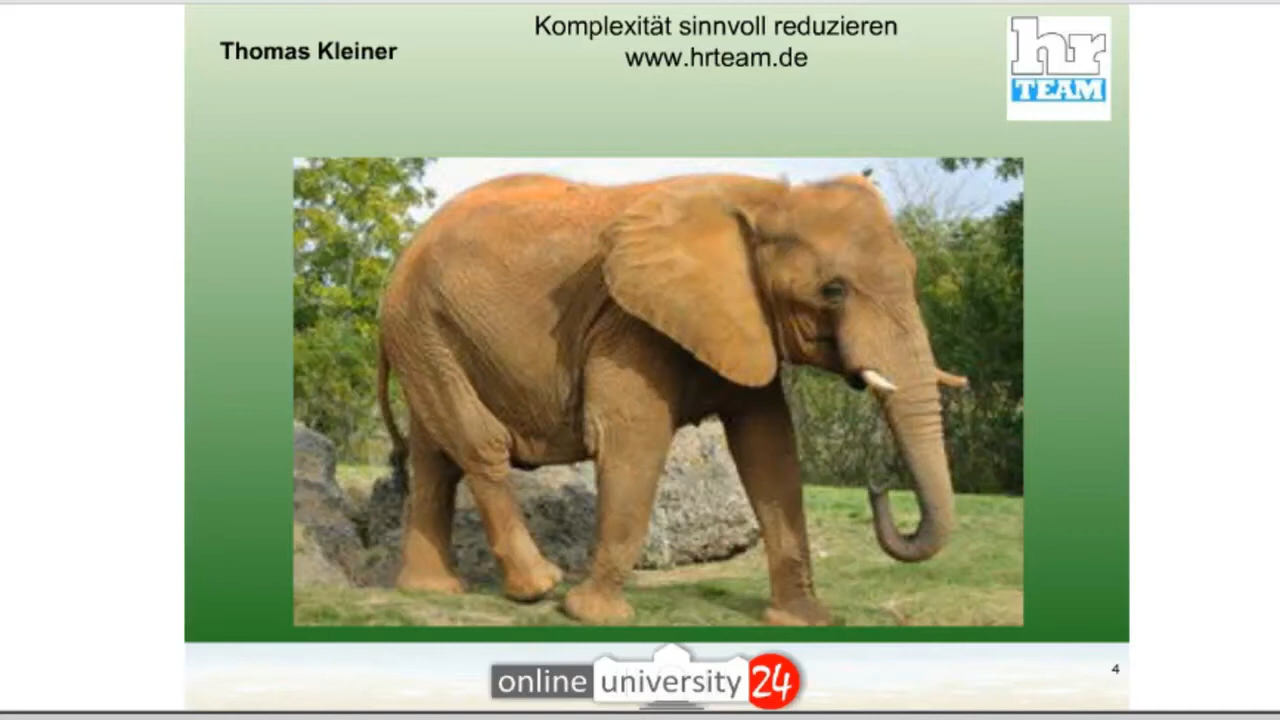 Komplexität sinnvoll reduzieren
Thomas Kleiner
www.hrteam.de
hr
TEAM
4
online university 24